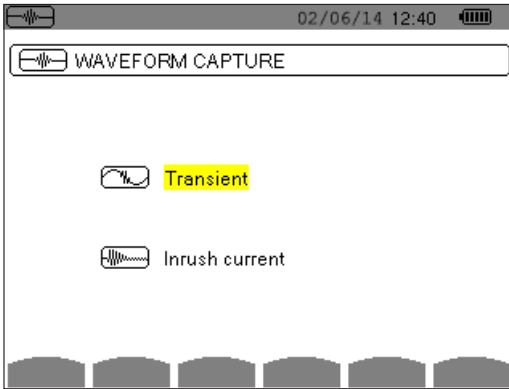 02/06/14 12:40
WAVEFORM CAPTURE
Transient
Inrush current